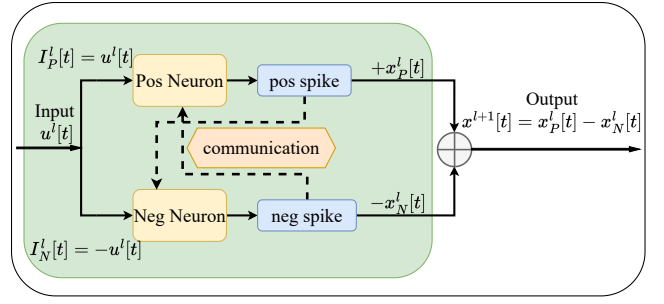 I_P^l[t] = u^l[t]
Pos Neuron
pos spike
+x_P^l[t]
Input
u^l[t]
communication
Output
x^{l+1}[t] = x_P^l[t] − x_N^l[t]
Neg Neuron
neg spike
−x_N^l[t]
I_N^l[t] = −u^l[t]